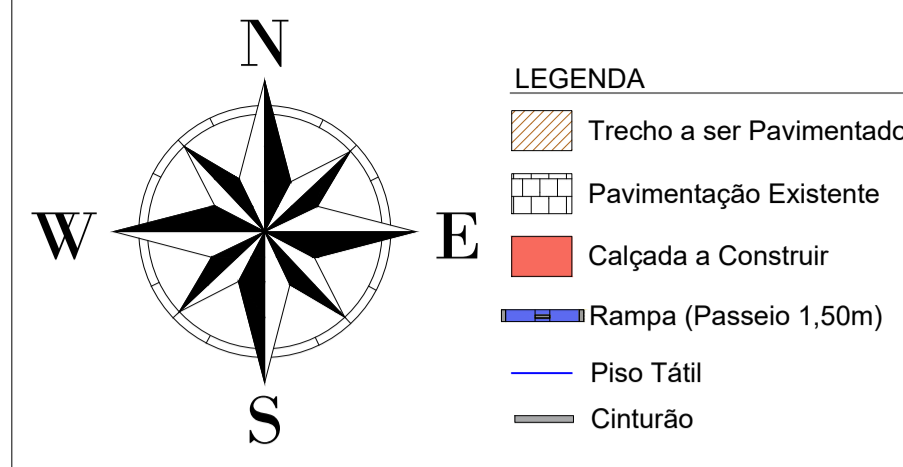 N
W
E
S
LEGENDA
Trecho a ser Pavimentado
Pavimentação Existente
Calçada a Construir
Rampa (Passeio 1,50m)
Piso Tátil
Cinturão